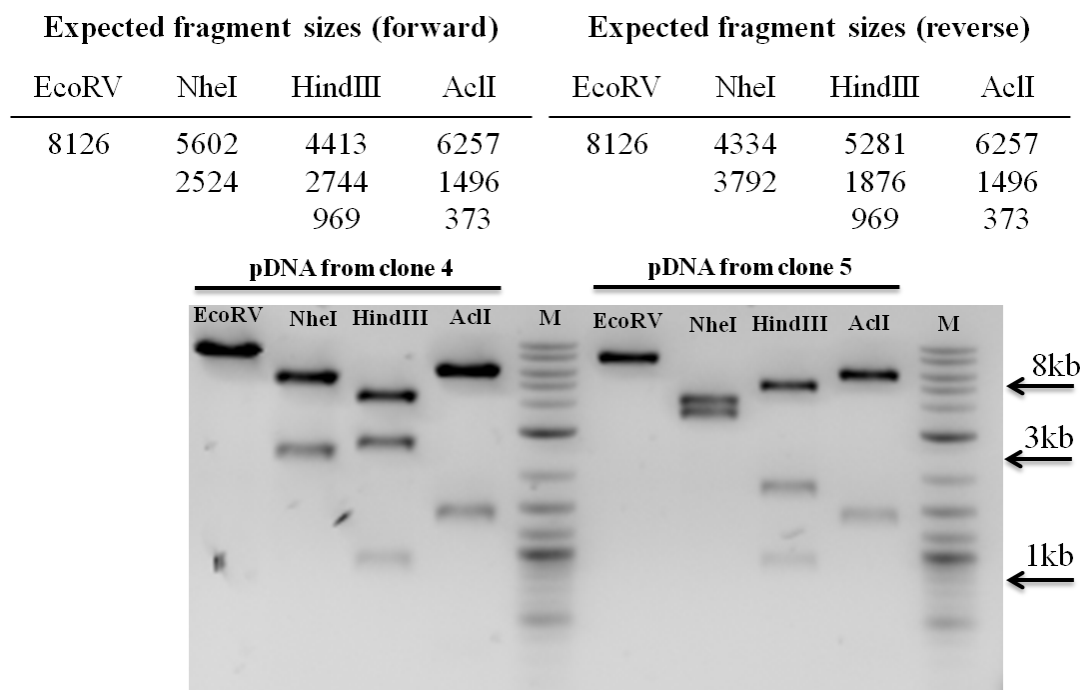 Expected fragment sizes (forward) Expected fragment sizes (reverse)
EcoRV NheI HindIII AclI EcoRV NheI HindIII AclI
8126 5602 4413 6257 8126 4334 5281 6257
2524 2744 1496 3792 1876 1496
969 373 969 373
pDNA from clone 4 pDNA from clone 5
EcoRV NheI HindIII AclI M EcoRV NheI HindIII AclI M
8kb
3kb
1kb